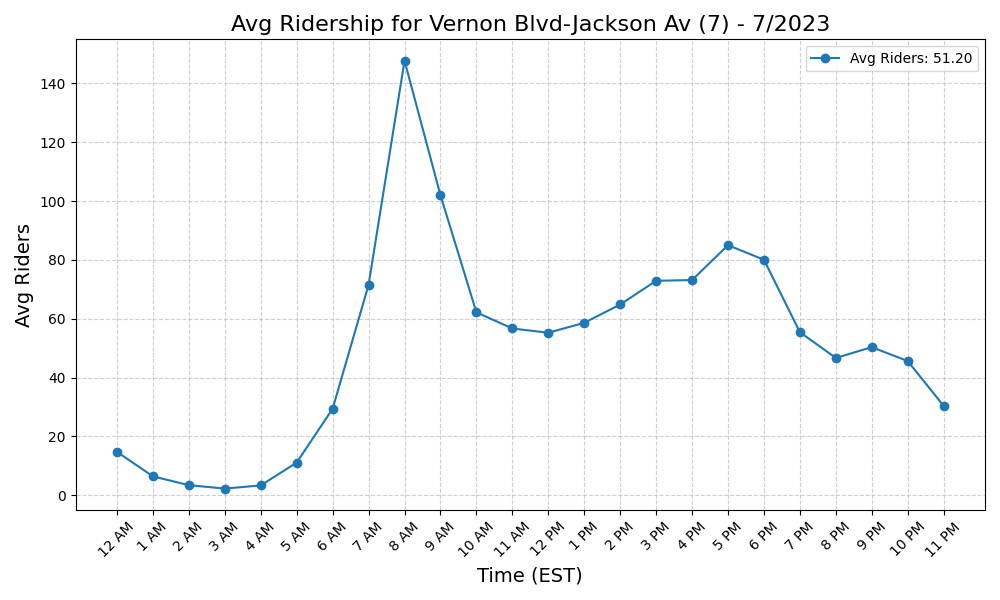 Avg Ridership for Vernon Blvd-Jackson Av (7) - 7/2023
Avg Riders: 51.20
Avg Riders
140
120
100
80
60
40
20
0
12 AM
1 AM
2 AM
3 AM
4 AM
5 AM
6 AM
7 AM
8 AM
9 AM
10 AM
11 AM
12 PM
1 PM
2 PM
3 PM
4 PM
5 PM
6 PM
7 PM
8 PM
9 PM
10 PM
11 PM
Time (EST)